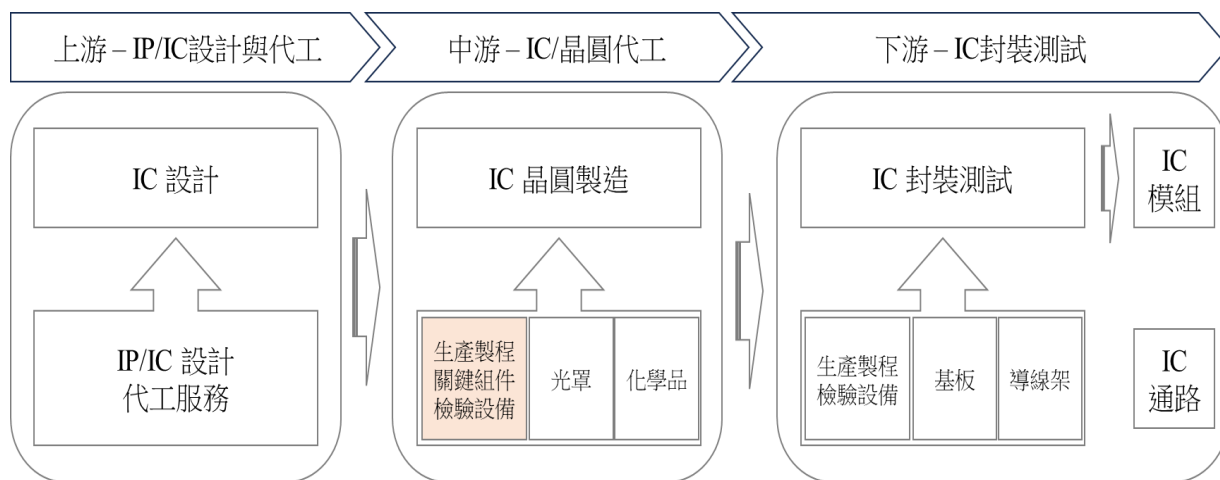 上游 – IP/IC設計與代工
中游 – IC/晶圓代工
下游 – IC封裝測試
IC 設計
IP/IC 設計
代工服務
IC 晶圓製造
生產製程
關鍵組件
檢驗設備
光罩
化學品
IC 封裝測試
生產製程
檢驗設備
基板
導線架
IC
模組
IC
通路